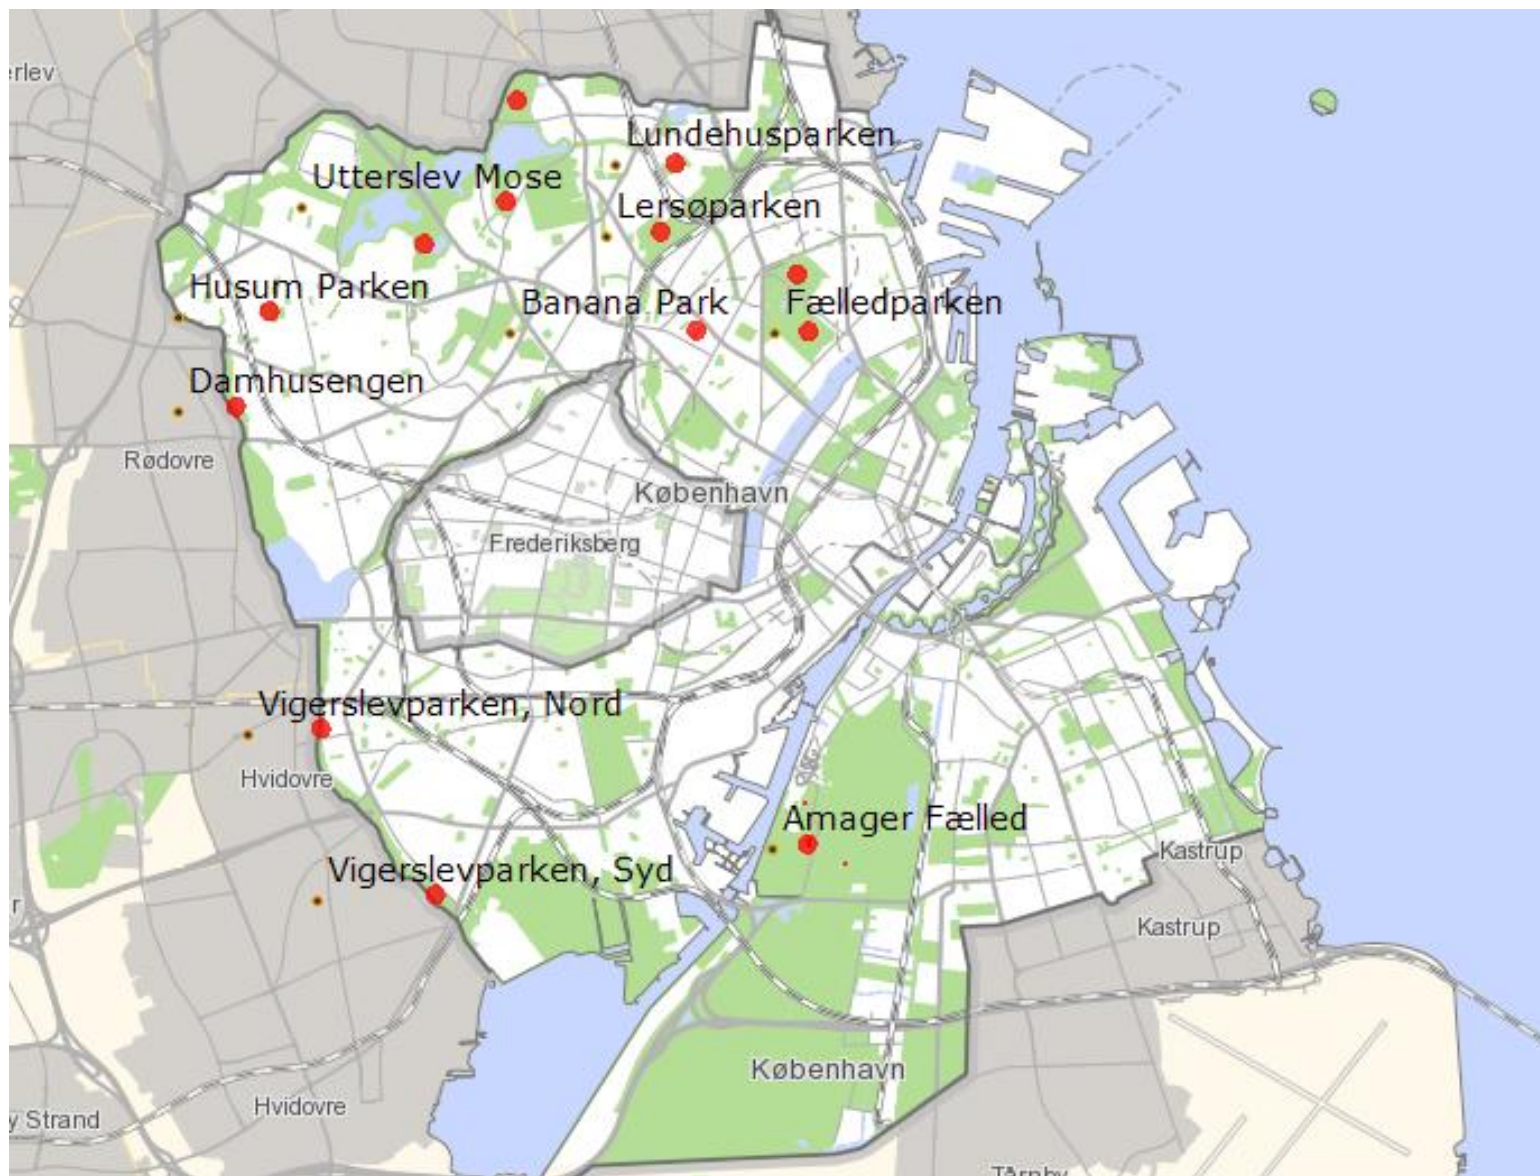 erlev
Lundehusparken
Utterslev Mose
Lersøparken
Husum Parken
Banana Park
Fælledparken
Damhusengen
Rødovre
København
Frederiksberg
Vigerslevparken, Nord
Hvidovre
Amager Fælled
Kastrup
Vigerslevparken, Syd
r
Kastrup
København
Hvidovre
y Strand
Tårnby